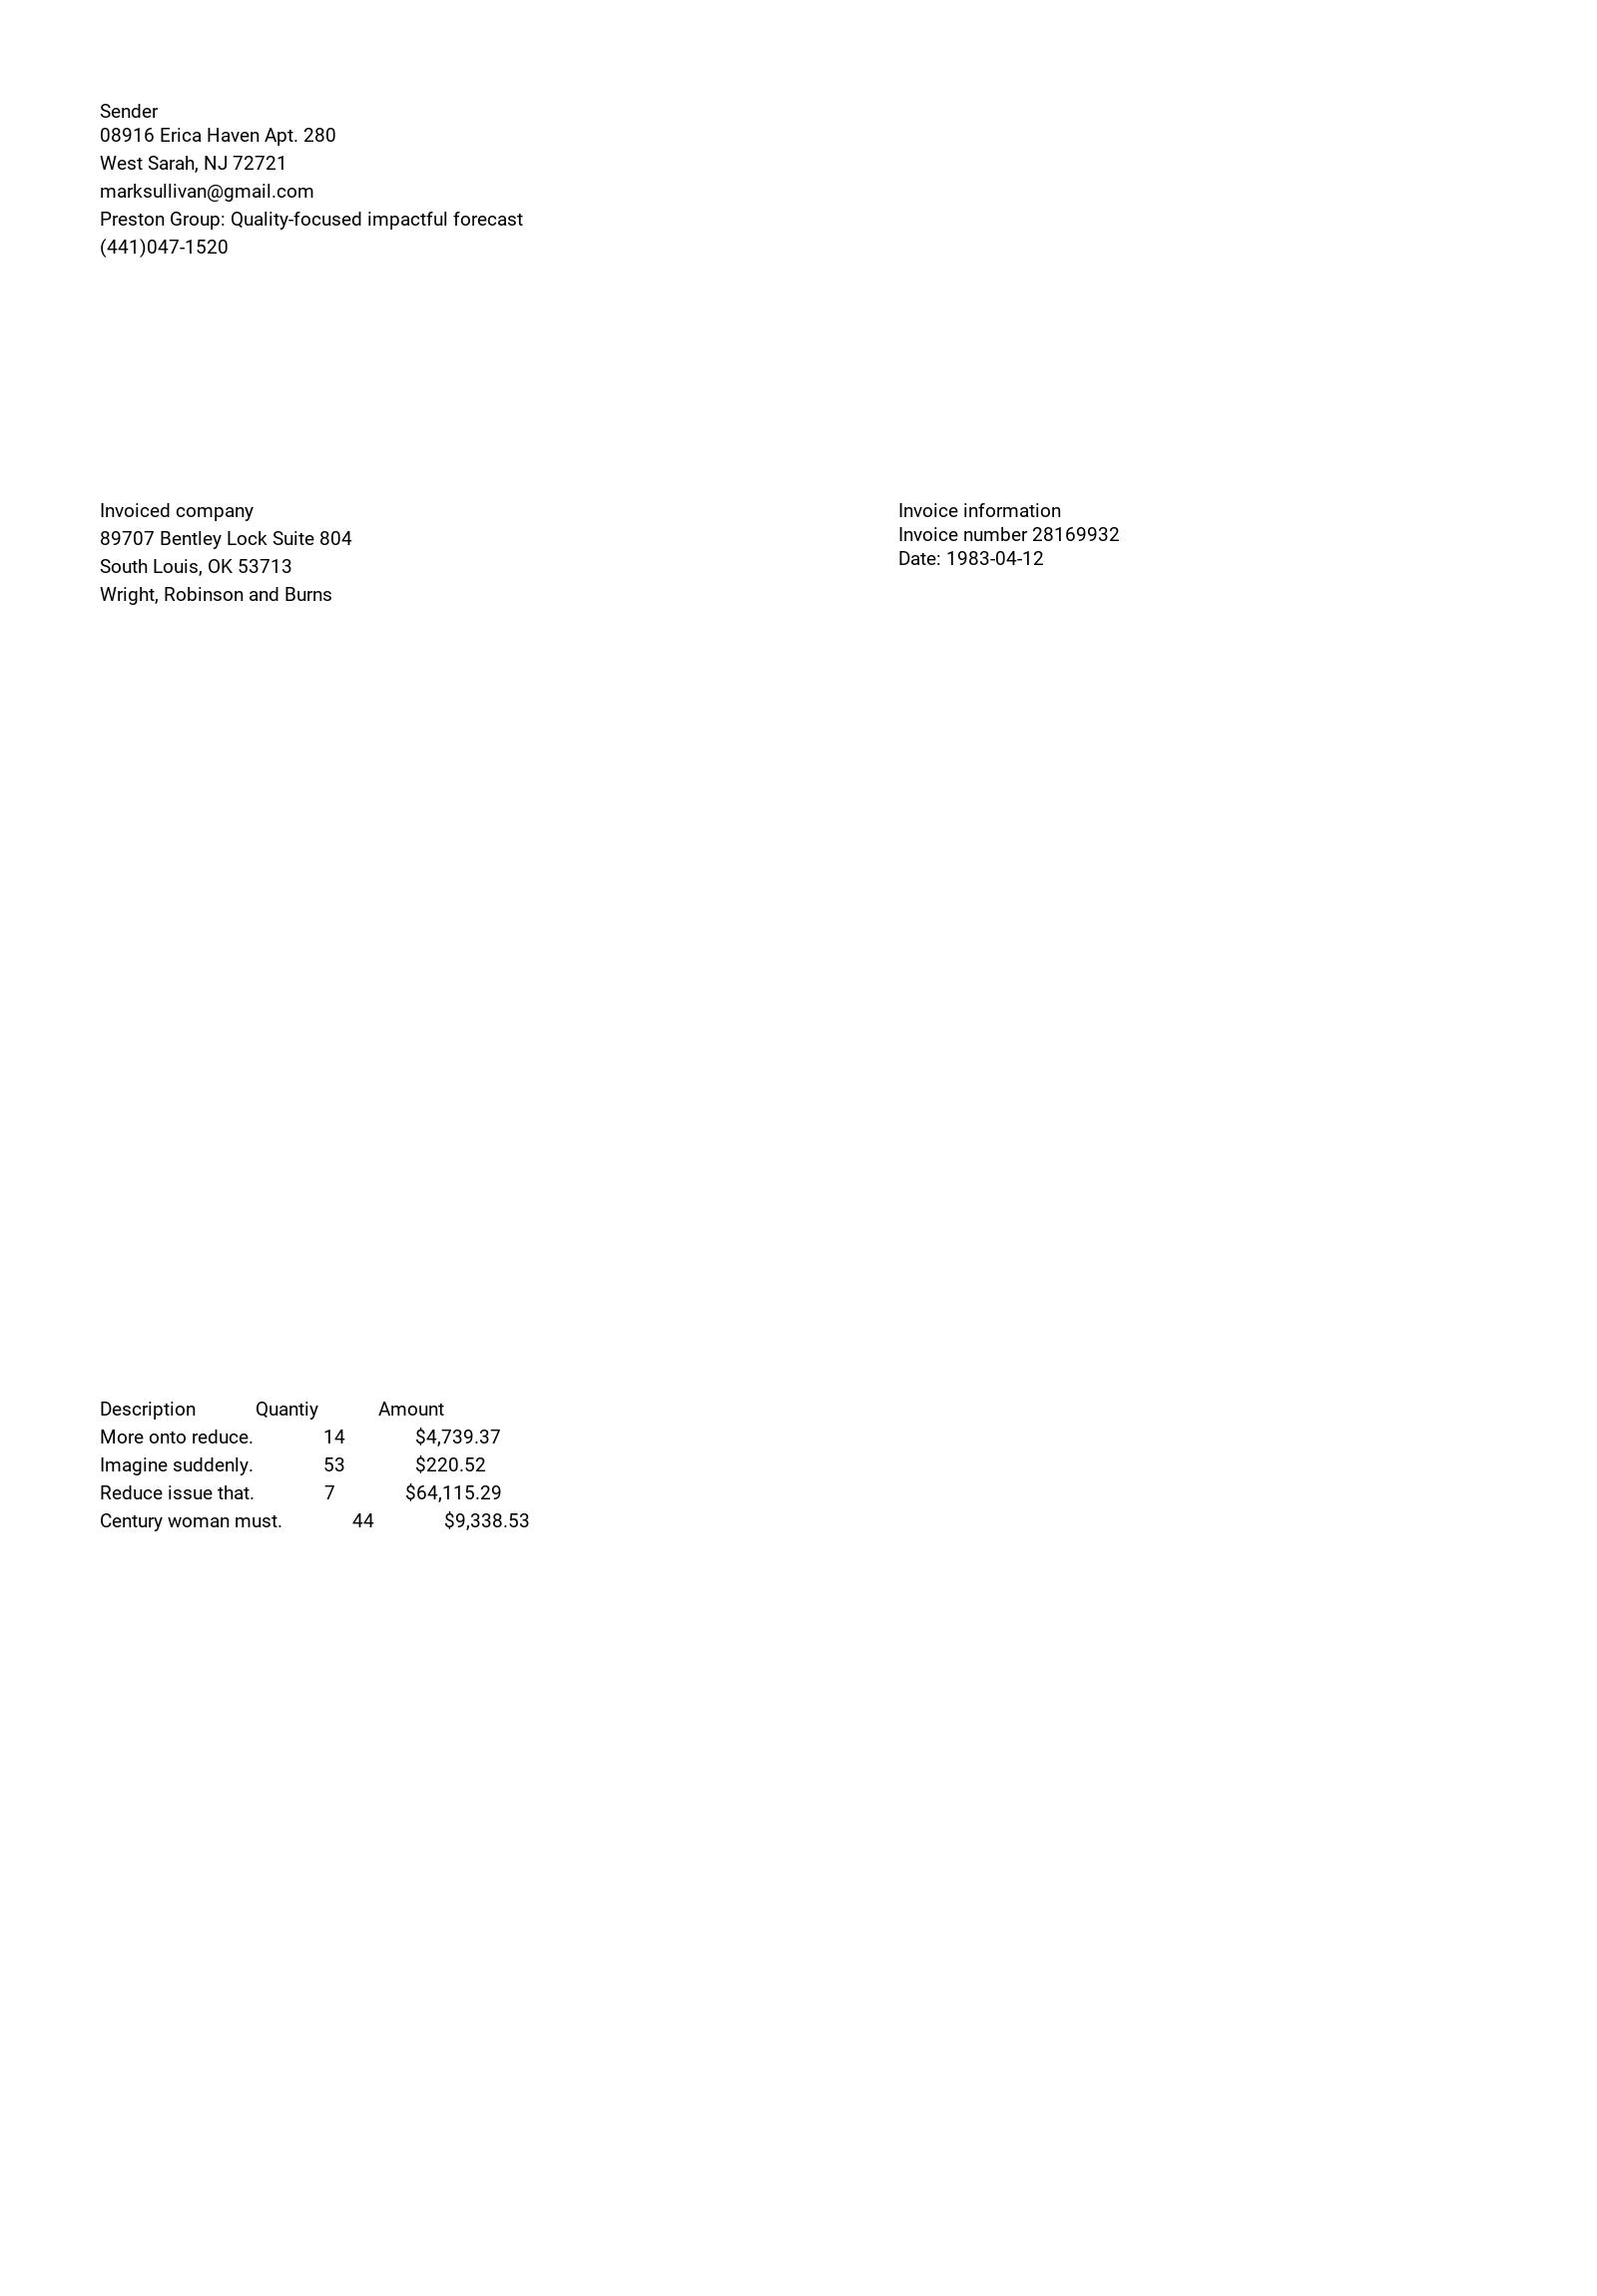 Sender
08916 Erica Haven Apt. 280
West Sarah, NJ 72721
marksullivan@gmail.com
Preston Group: Quality-focused impactful forecast
(441)047-1520
Invoiced company
89707 Bentley Lock Suite 804
South Louis, OK 53713
Wright, Robinson and Burns
Invoice information
Invoice number 28169932
Date: 1983-04-12
Description Quantiy Amount
More onto reduce. 14 $4,739.37
Imagine suddenly. 53 $220.52
Reduce issue that. 7 $64,115.29
Century woman must. 44 $9,338.53